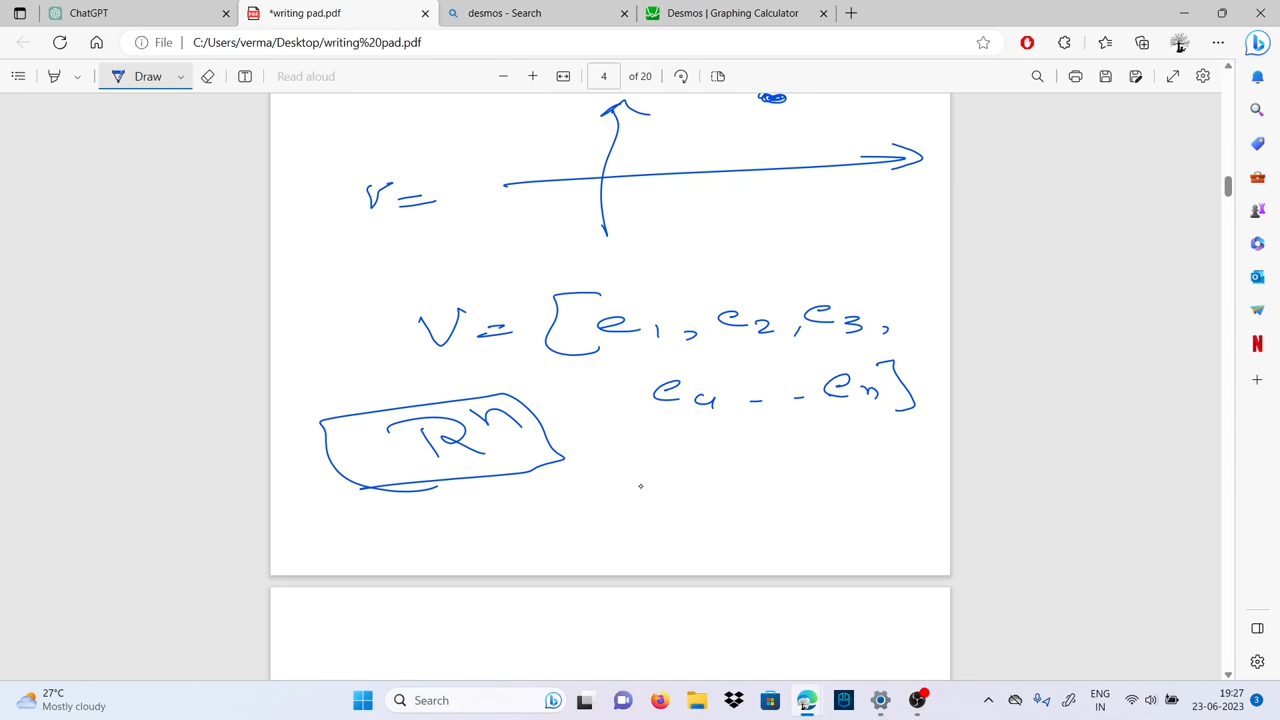 ChatGPT
*writing pad.pdf
desmos - Search
Desmos | Graphing Calculator
File
C:/Users/verma/Desktop/writing%20pad.pdf
Draw
Read aloud
4
of 20
v =
V = [ e1, e2, e3,
e4 - - en ]
R^n
27°C
Mostly cloudy
Search
ENG
IN
19:27
23-06-2023
3